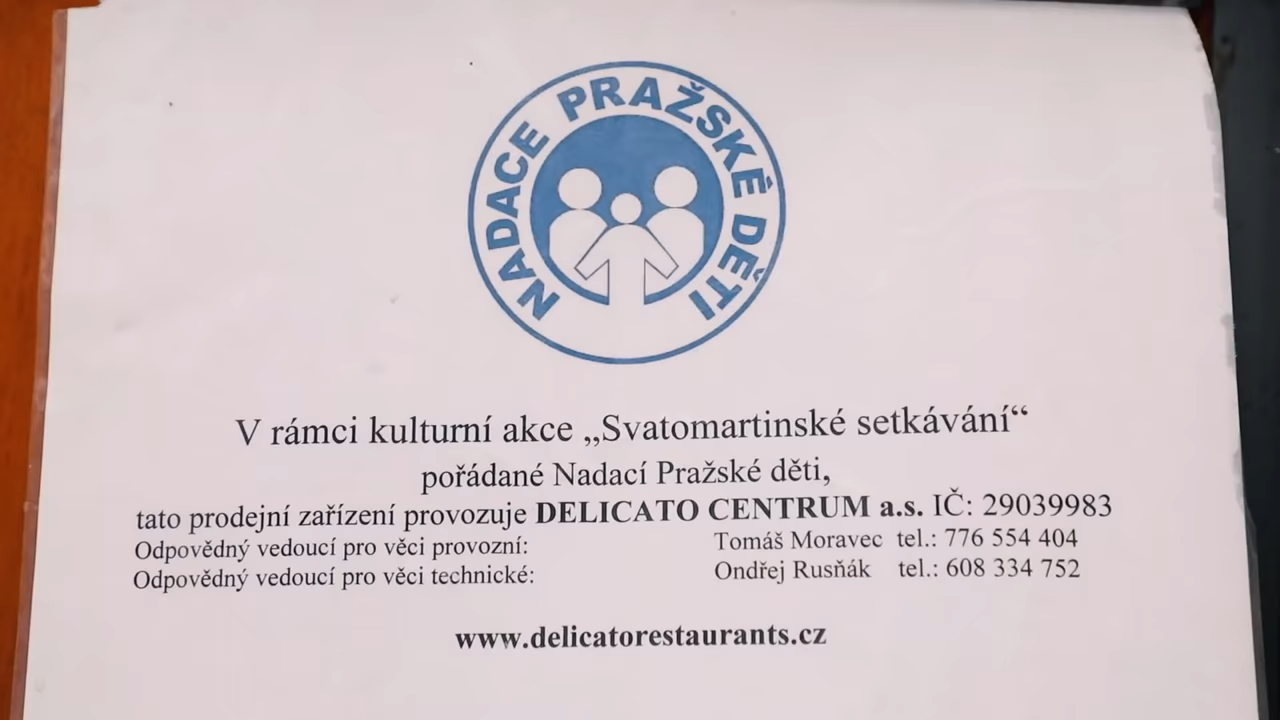 NADACE PRAŽSKÉ DĚTI
V rámci kulturní akce „Svatomartinské setkávání“
pořádané Nadací Pražské děti,
tato prodejní zařízení provozuje DELICATO CENTRUM a.s. IČ: 29039983
Odpovědný vedoucí pro věci provozní: Tomáš Moravec tel.: 776 554 404
Odpovědný vedoucí pro věci technické: Ondřej Rusňák tel.: 608 334 752
www.delicatorestaurants.cz